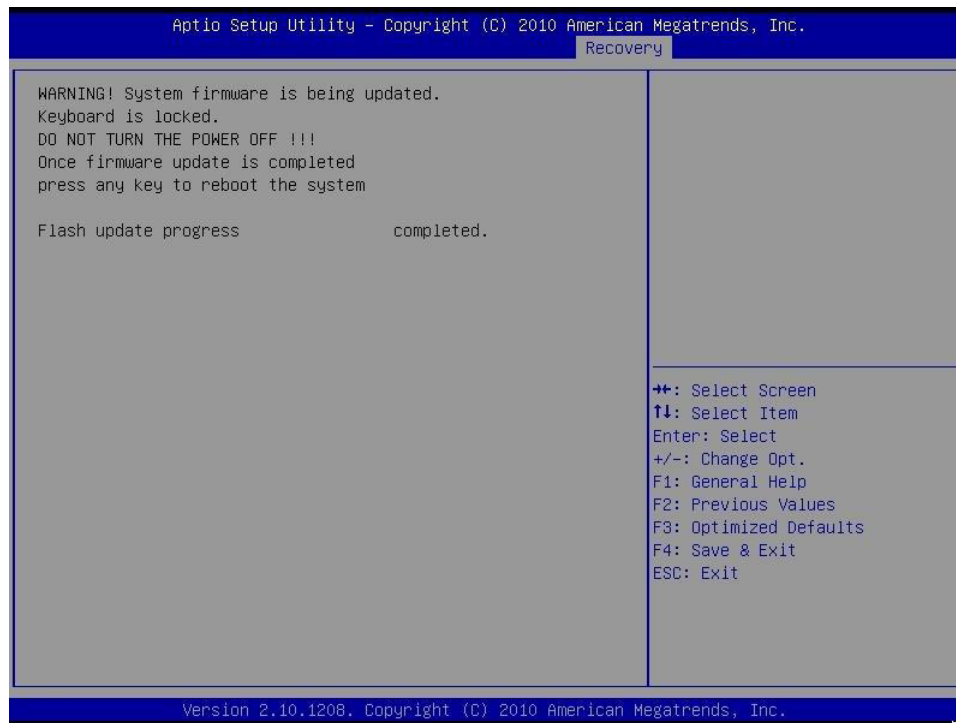 Aptio Setup Utility – Copyright (C) 2010 American Megatrends, Inc.
Recovery
WARNING! System firmware is being updated.
Keyboard is locked.
DO NOT TURN THE POWER OFF !!!
Once firmware update is completed
press any key to reboot the system
Flash update progress completed.
→←: Select Screen
↑↓: Select Item
Enter: Select
+/-: Change Opt.
F1: General Help
F2: Previous Values
F3: Optimized Defaults
F4: Save & Exit
ESC: Exit
Version 2.10.1208. Copyright (C) 2010 American Megatrends, Inc.